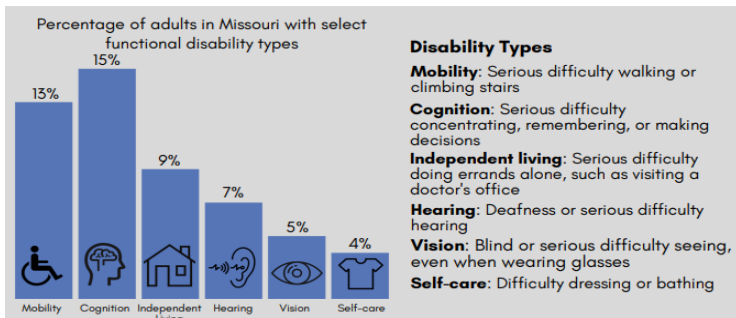 Percentage of adults in Missouri with select
functional disability types
13%
15%
9%
7%
5%
4%
Mobility
Cognition
Independent
Hearing
Vision
Self-care
Disability Types
Mobility: Serious difficulty walking or
climbing stairs
Cognition: Serious difficulty
concentrating, remembering, or making
decisions
Independent living: Serious difficulty
doing errands alone, such as visiting a
doctor's office
Hearing: Deafness or serious difficulty
hearing
Vision: Blind or serious difficulty seeing,
even when wearing glasses
Self-care: Difficulty dressing or bathing